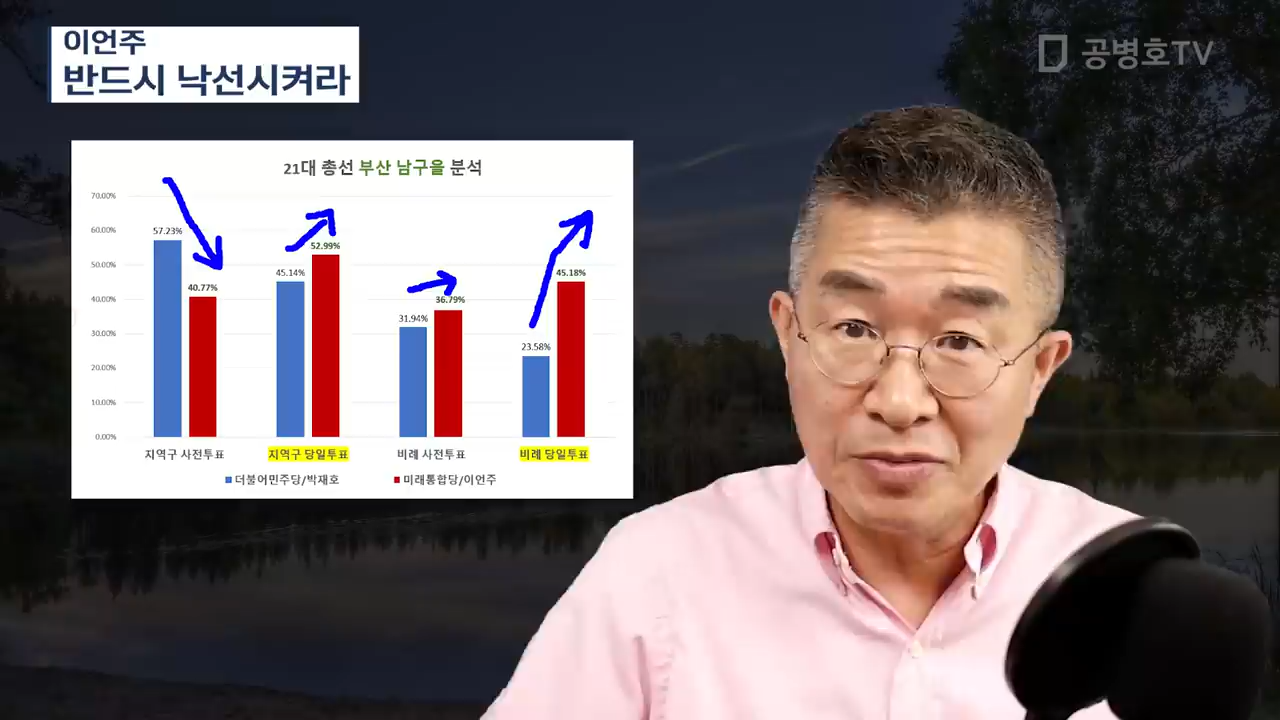 이언주
반드시 낙선시켜라
공병호TV
21대 총선 부산 남구을 분석
70.00%
60.00%
50.00%
40.00%
30.00%
20.00%
10.00%
0.00%
57.23%
40.77%
45.14%
52.99%
31.94%
36.79%
23.58%
45.18%
지역구 사전투표
지역구 당일투표
비례 사전투표
비례 당일투표
더불어민주당/박재호
미래통합당/이언주